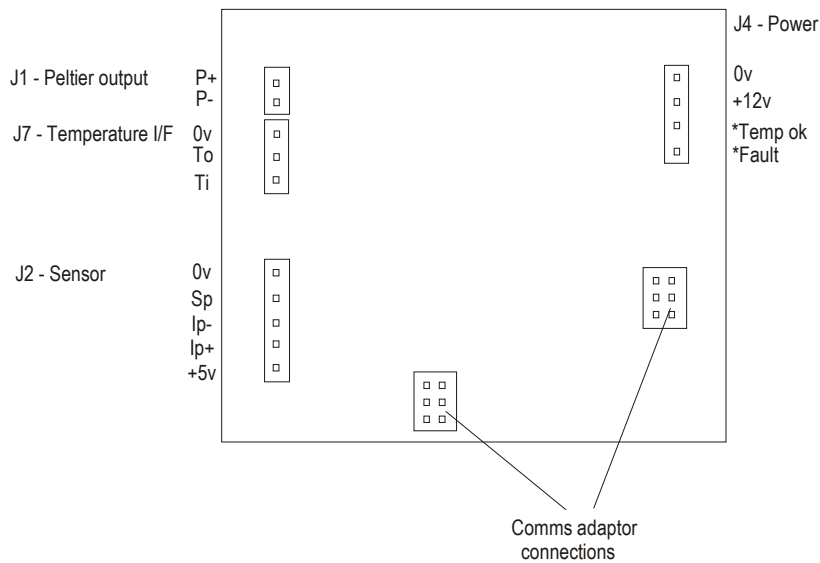 J4 - Power
J1 - Peltier output
P+
P-
J7 - Temperature I/F
0v
To
Ti
0v
+12v
*Temp ok
*Fault
J2 - Sensor
0v
Sp
Ip-
Ip+
+5v
Comms adaptor
connections